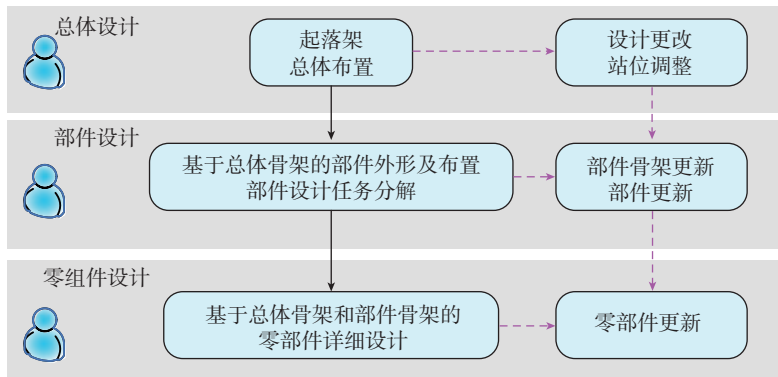 总体设计
起落架
总体布置
设计更改
站位调整
部件设计
基于总体骨架的部件外形及布置
部件设计任务分解
部件骨架更新
部件更新
零组件设计
基于总体骨架和部件骨架的
零部件详细设计
零部件更新